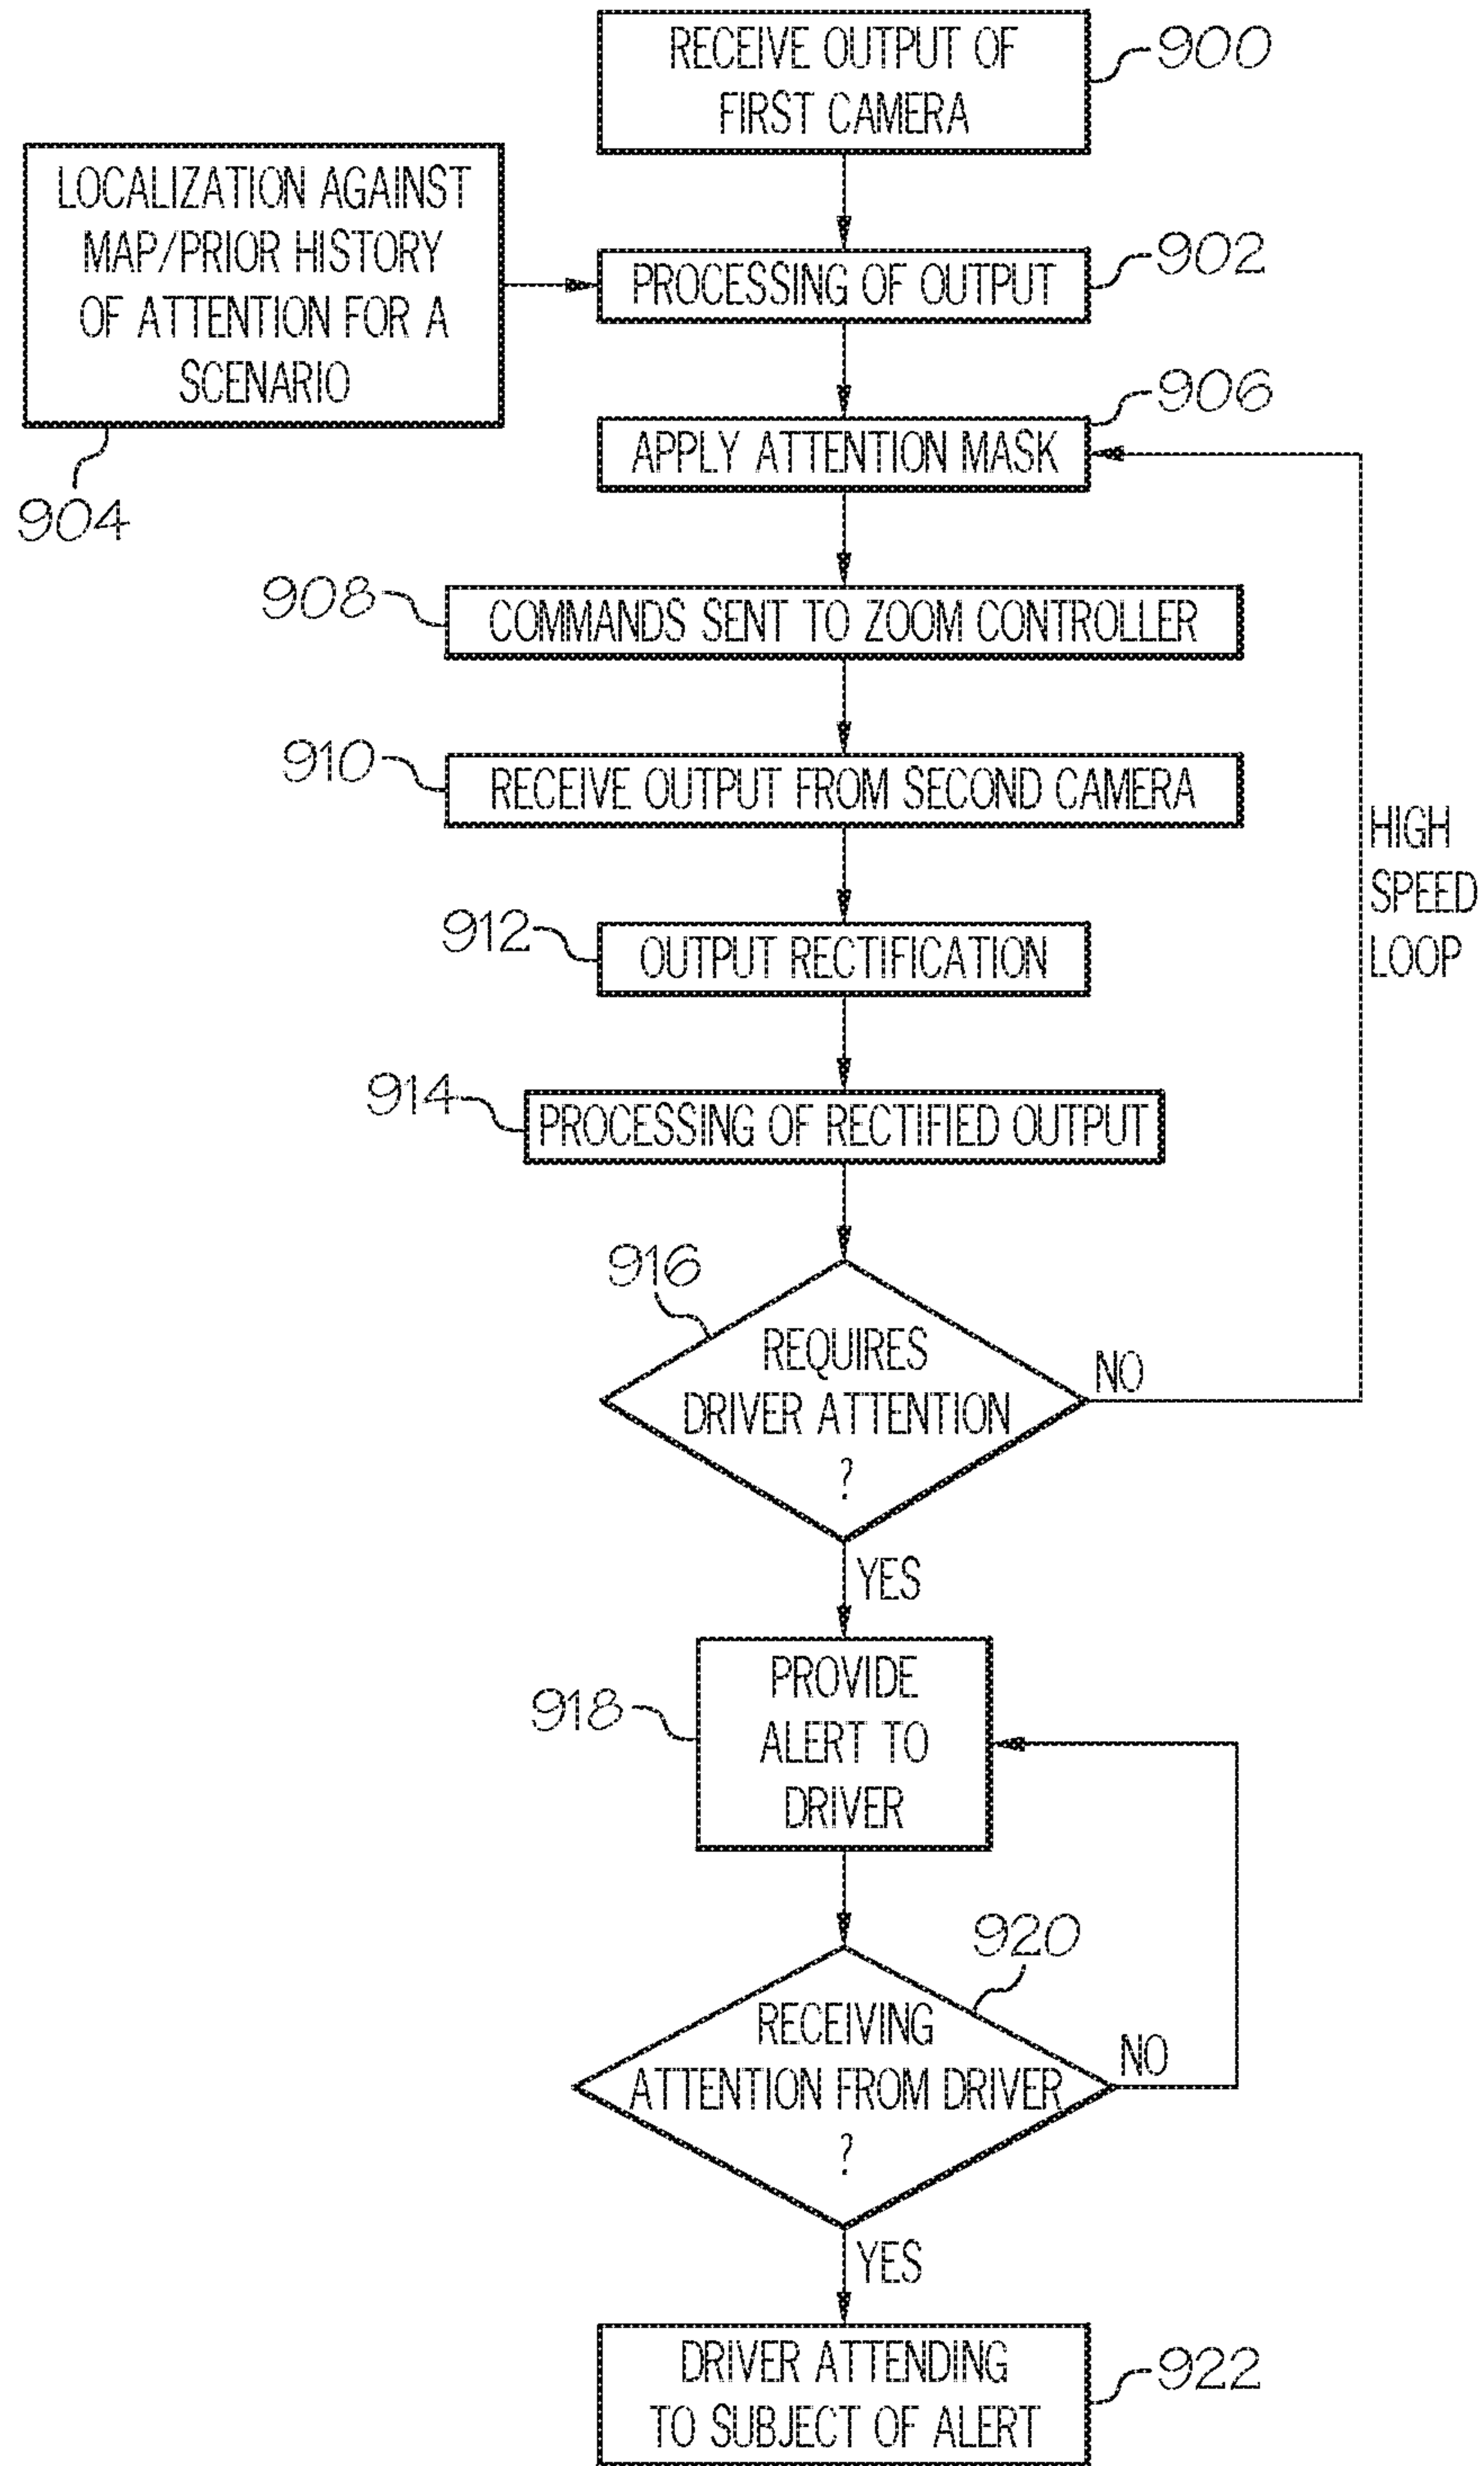 RECEIVE OUTPUT OF
FIRST CAMERA
900
LOCALIZATION AGAINST
MAP/PRIOR HISTORY
OF ATTENTION FOR A
SCENARIO
904
PROCESSING OF OUTPUT
902
APPLY ATTENTION MASK
906
908
COMMANDS SENT TO ZOOM CONTROLLER
910
RECEIVE OUTPUT FROM SECOND CAMERA
HIGH
SPEED
LOOP
912
OUTPUT RECTIFICATION
914
PROCESSING OF RECTIFIED OUTPUT
916
REQUIRES
DRIVER ATTENTION
?
NO
YES
918
PROVIDE
ALERT TO
DRIVER
920
RECEIVING
ATTENTION FROM DRIVER
?
NO
YES
DRIVER ATTENDING
TO SUBJECT OF ALERT
922